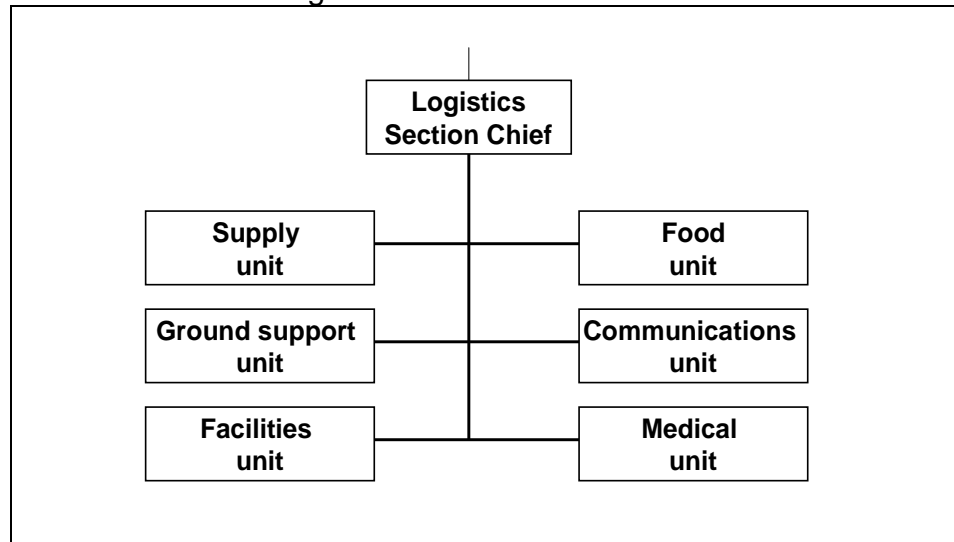 Logistics
Section Chief
Supply
unit
Food
unit
Ground support
unit
Communications
unit
Facilities
unit
Medical
unit